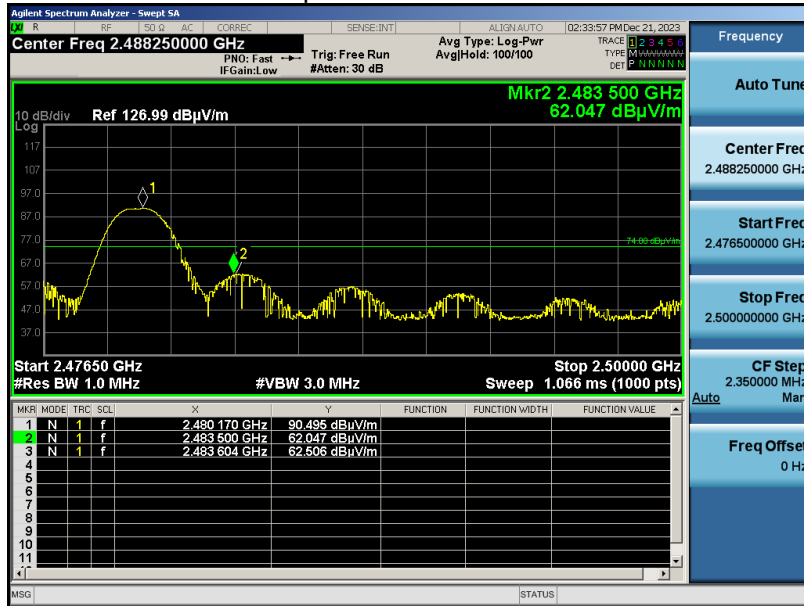 Agilent Spectrum Analyzer - Swept SA
LXI R RF 50 Ω AC CORREC SENSE:INT ALIGN AUTO 02:33:57 PM Dec 21, 2023
Center Freq 2.488250000 GHz
PNO: Fast
IFGain:Low
Trig: Free Run
#Atten: 30 dB
Avg Type: Log-Pwr
Avg|Hold: 100/100
TRACE 1 2 3 4 5 6
TYPE M
DET P N N N N N
Mkr2 2.483 500 GHz
62.047 dBµV/m
10 dB/div Ref 126.99 dBµV/m
Log
117
107
97.0
87.0
77.0
67.0
57.0
47.0
37.0
1
2
74.00 dBµV/m
Start 2.47650 GHz Stop 2.50000 GHz
#Res BW 1.0 MHz #VBW 3.0 MHz Sweep 1.066 ms (1000 pts)
MKR MODE TRC SCL X Y FUNCTION FUNCTION WIDTH FUNCTION VALUE
1 N 1 f 2.480 170 GHz 90.495 dBµV/m
2 N 1 f 2.483 500 GHz 62.047 dBµV/m
3 N 1 f 2.483 604 GHz 62.506 dBµV/m
4
5
6
7
8
9
10
11
MSG STATUS
Frequency
Auto Tune
Center Freq
2.488250000 GHz
Start Freq
2.476500000 GHz
Stop Freq
2.500000000 GHz
CF Step
2.350000 MHz
Auto Man
Freq Offset
0 Hz